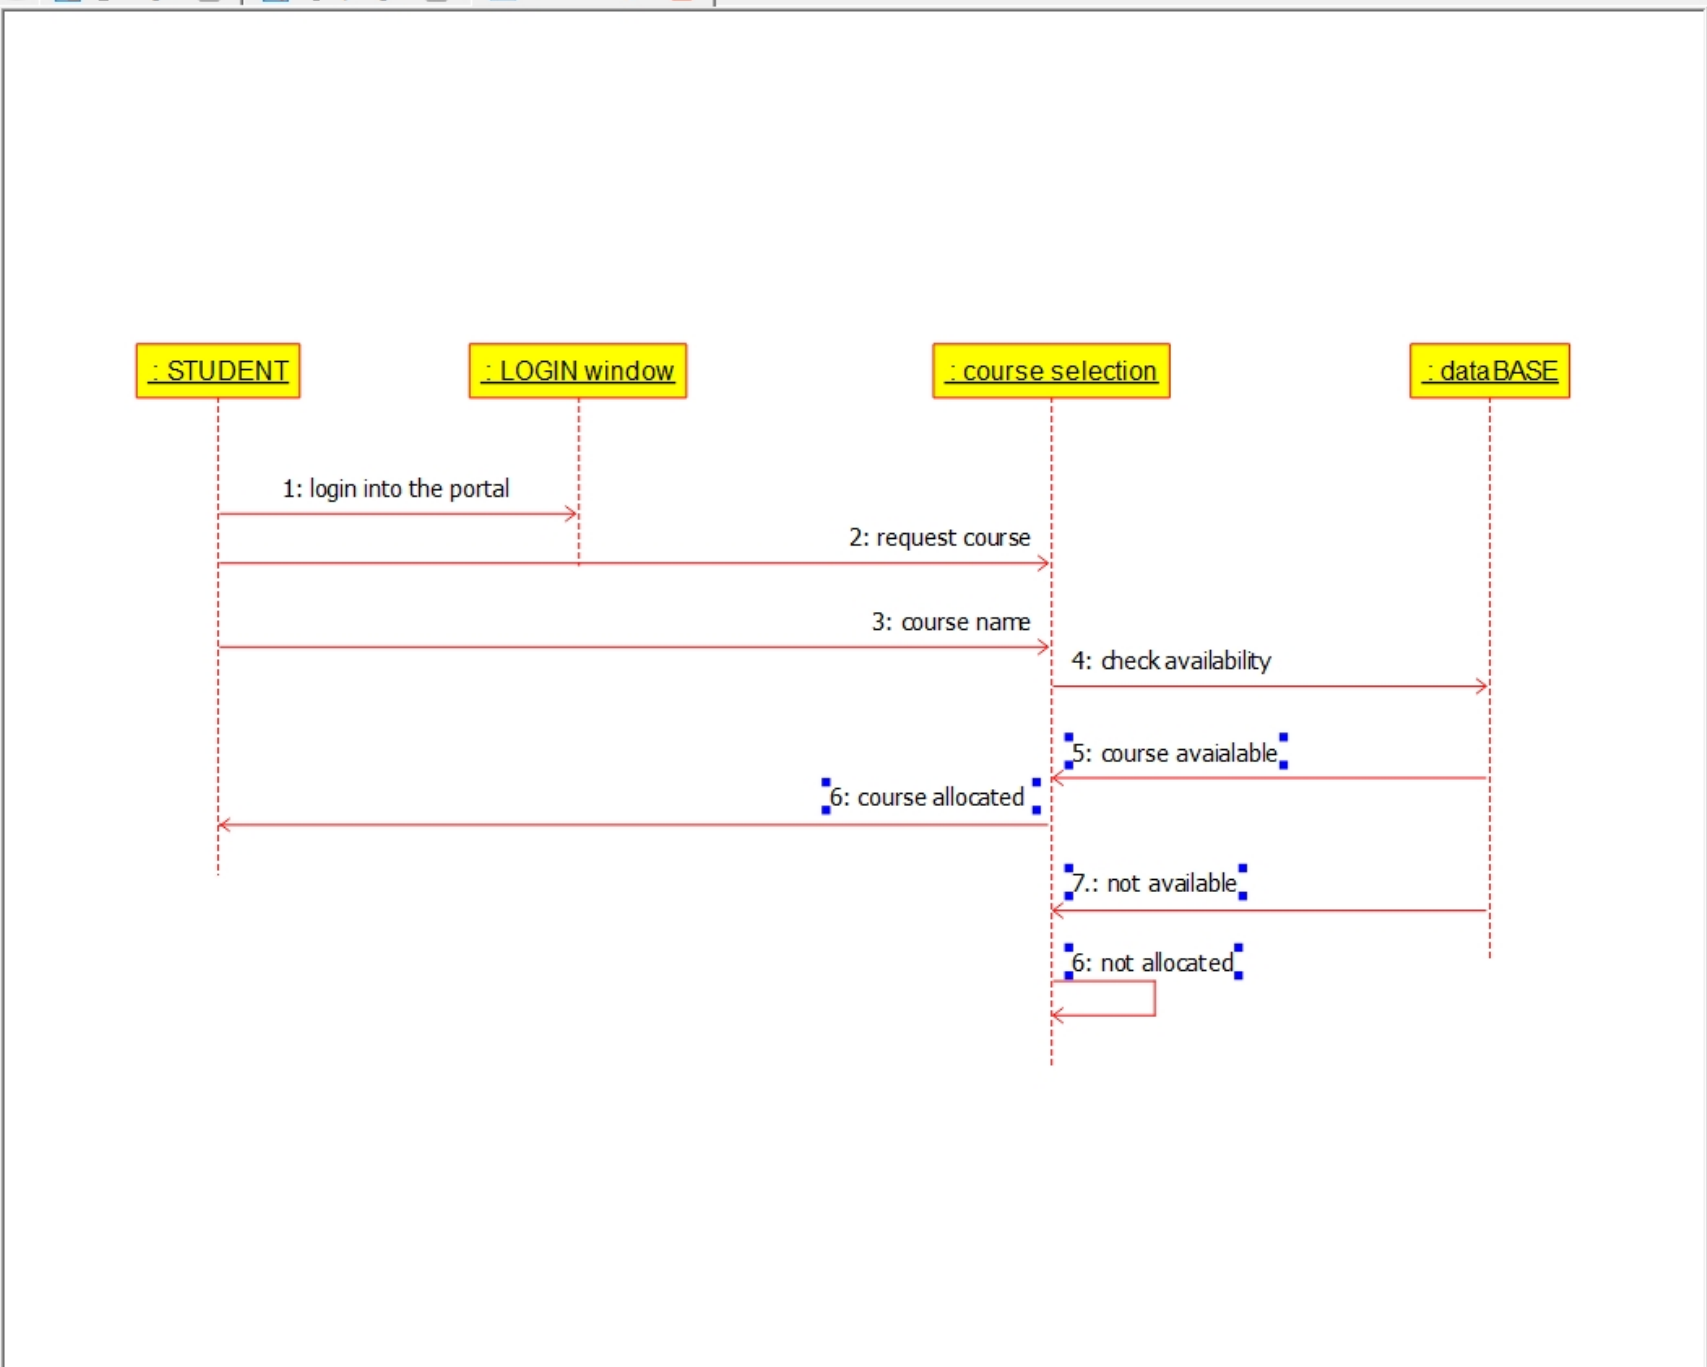 : STUDENT
: LOGIN window
: course selection
: dataBASE
1: login into the portal
2: request course
3: course name
4: check availability
5: course avaialable
6: course allocated
7.: not available
6: not allocated